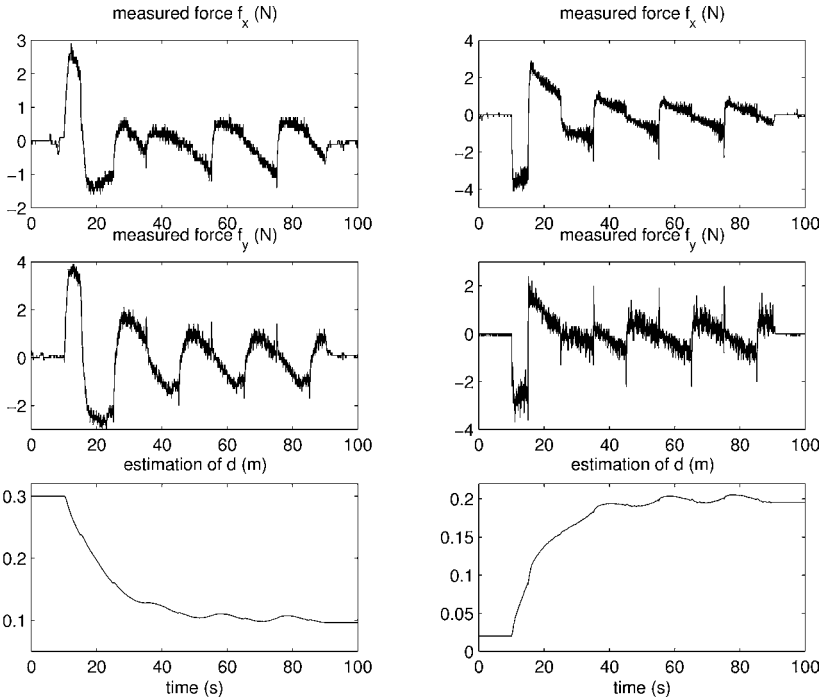 measured force f_x (N)
3
2
1
0
−1
−2
0 20 40 60 80 100
measured force f_y (N)
4
2
0
−2
0 20 40 60 80 100
estimation of d (m)
0.3
0.2
0.1
0 20 40 60 80 100
time (s)
measured force f_x (N)
4
2
0
−2
−4
0 20 40 60 80 100
measured force f_y (N)
4
2
0
−2
−4
0 20 40 60 80 100
estimation of d (m)
0.2
0.15
0.1
0.05
0
0 20 40 60 80 100
time (s)